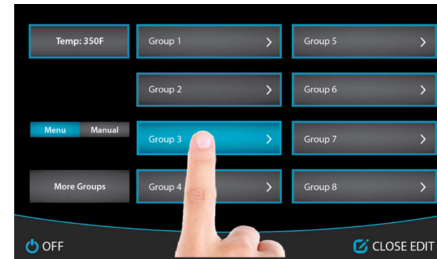 Temp: 350F
Group 1
Group 5
Group 2
Group 6
Menu
Manual
Group 3
Group 7
More Groups
Group 4
Group 8
OFF
CLOSE EDIT